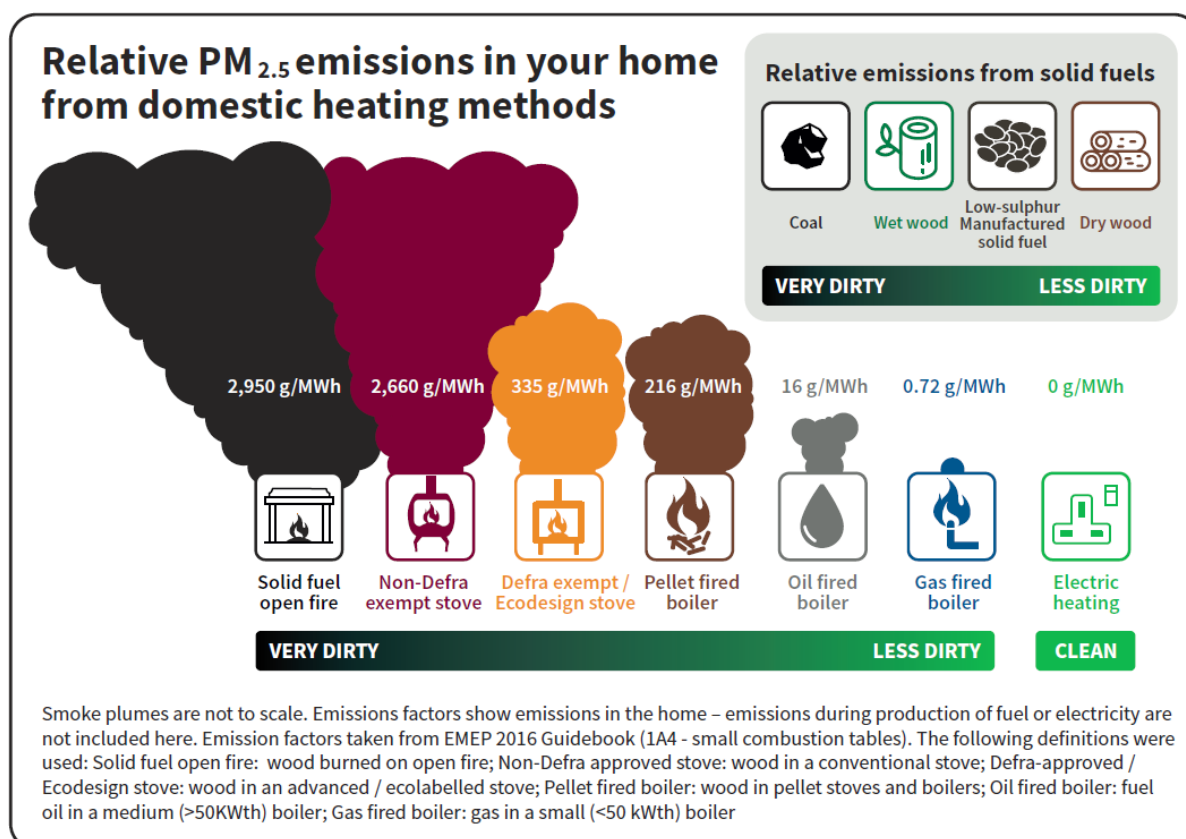 Relative PM2.5 emissions in your home
from domestic heating methods
Relative emissions from solid fuels
Coal
Wet wood
Low-sulphur
Manufactured
solid fuel
Dry wood
VERY DIRTY
LESS DIRTY
2,950 g/MWh
2,660 g/MWh
335 g/MWh
216 g/MWh
16 g/MWh
0.72 g/MWh
0 g/MWh
Solid fuel
open fire
Non-Defra
exempt stove
Defra exempt /
Ecodesign stove
Pellet fired
boiler
Oil fired
boiler
Gas fired
boiler
Electric
heating
VERY DIRTY
LESS DIRTY
CLEAN
Smoke plumes are not to scale. Emissions factors show emissions in the home – emissions during production of fuel or electricity are
not included here. Emission factors taken from EMEP 2016 Guidebook (1A4 - small combustion tables). The following definitions were
used: Solid fuel open fire: wood burned on open fire; Non-Defra approved stove: wood in a conventional stove; Defra-approved /
Ecodesign stove: wood in an advanced / ecolabelled stove; Pellet fired boiler: wood in pellet stoves and boilers; Oil fired boiler: fuel
oil in a medium (>50KWth) boiler; Gas fired boiler: gas in a small (<50 kWth) boiler